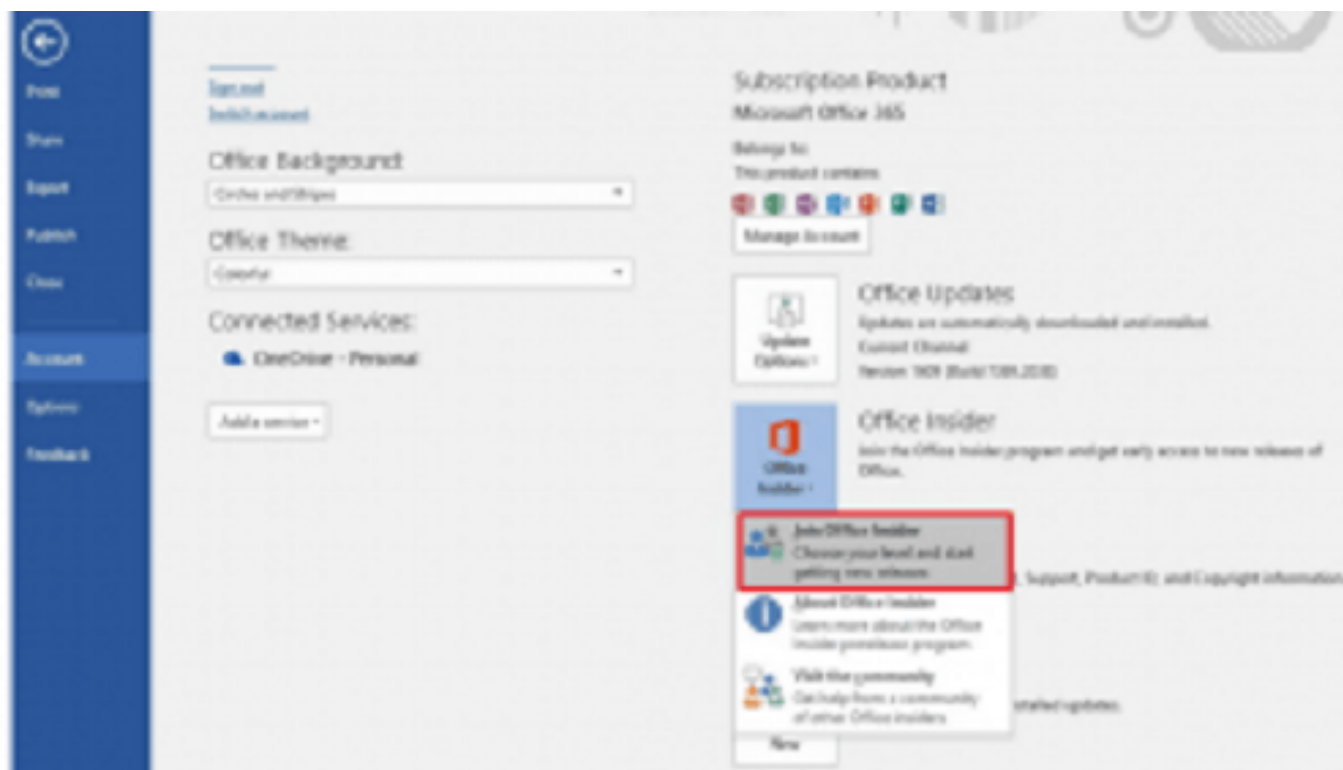 Print
Share
Export
Publish
Close
Account
Options
Feedback
Sign out
Switch account
Office Background:
Circles and Stripes
Office Theme:
Colorful
Connected Services:
OneDrive - Personal
Add a service
Subscription Product
Microsoft Office 365
Belongs to:
This product contains
Manage Account
Update
Options
Office Updates
Updates are automatically downloaded and installed.
Current Channel
Office
Insider
Office Insider
Join the Office Insider program and get early access to new releases of
Office.
Join Office Insider
Choose your level and start
getting new releases
, Support, Product ID, and Copyright information
About Office Insider
Learn more about the Office
Insider prerelease program
Visit the community
Get help from a community
of other Office insiders
installed updates.
New